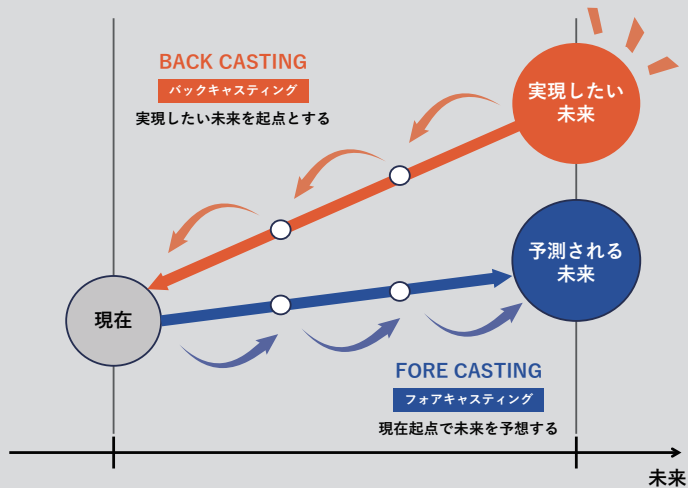 BACK CASTING
バックキャスティング
実現したい未来を起点とする
実現したい
未来
予測される
未来
現在
FORE CASTING
フォアキャスティング
現在起点で未来を予想する
未来